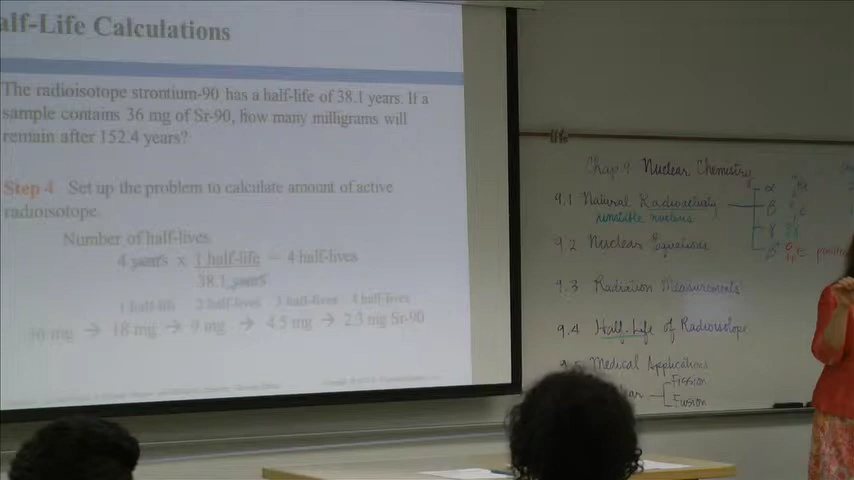 alf-Life Calculations
The radioisotope strontium-90 has a half-life of 38.1 years. If a
sample contains 36 mg of Sr-90, how many milligrams will
remain after 152.4 years?
Step 4 Set up the problem to calculate amount of active
radioisotope.
Number of half-lives
4 years x 1 half-life = 4 half-lives
38.1 years
1 half-life 2 half-lives 3 half-lives 4 half-lives
36 mg → 18 mg → 9 mg → 4.5 mg → 2.3 mg Sr-90
Chap. 9 Nuclear Chemistry
9.1 Natural Radioactivity
unstable nucleus
α
β
γ
9.2 Nuclear Equations
9.3 Radiation Measurements
9.4 Half-Life of Radioisotope
Medical Applications
Fission
Fusion